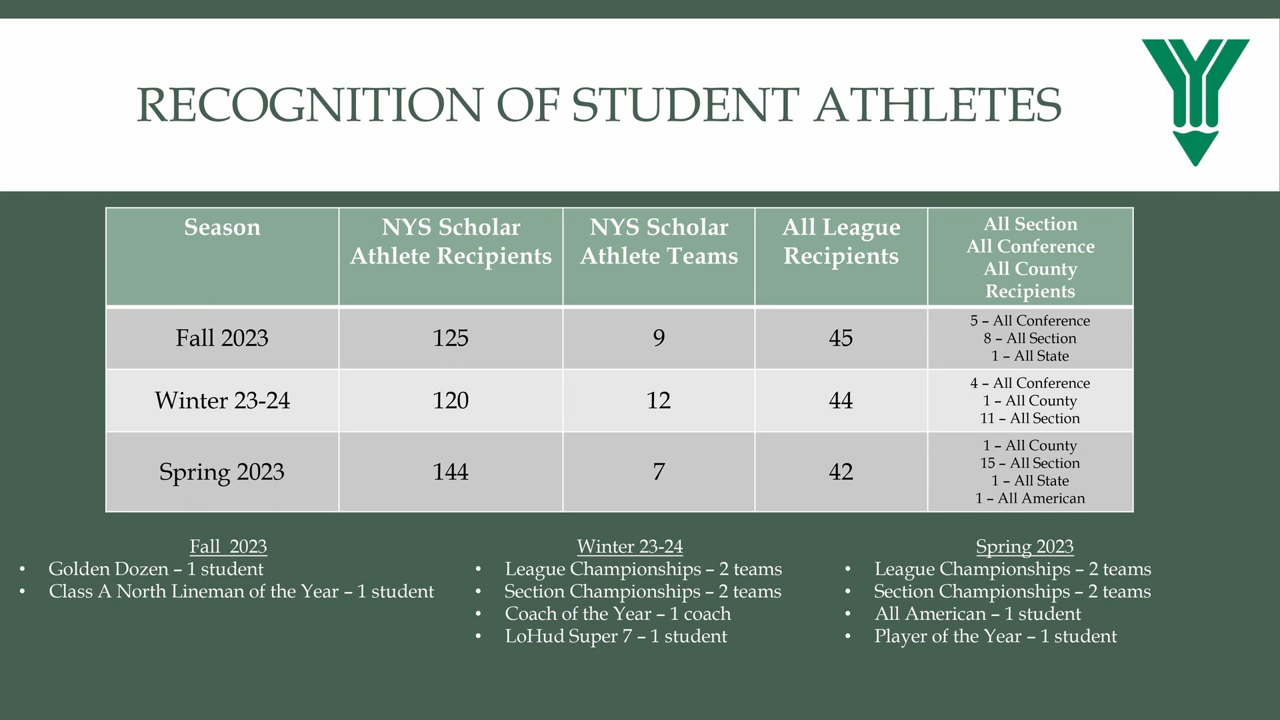 RECOGNITION OF STUDENT ATHLETES
Season
NYS Scholar
Athlete Recipients
NYS Scholar
Athlete Teams
All League
Recipients
All Section
All Conference
All County
Recipients
Fall 2023
125
9
45
5 – All Conference
8 – All Section
1 – All State
Winter 23-24
120
12
44
4 – All Conference
1 – All County
11 – All Section
Spring 2023
144
7
42
1 – All County
15 – All Section
1 – All State
1 – All American
Fall  2023
• Golden Dozen – 1 student
• Class A North Lineman of the Year – 1 student
Winter 23-24
• League Championships – 2 teams
• Section Championships – 2 teams
• Coach of the Year – 1 coach
• LoHud Super 7 – 1 student
Spring 2023
• League Championships – 2 teams
• Section Championships – 2 teams
• All American – 1 student
• Player of the Year – 1 student